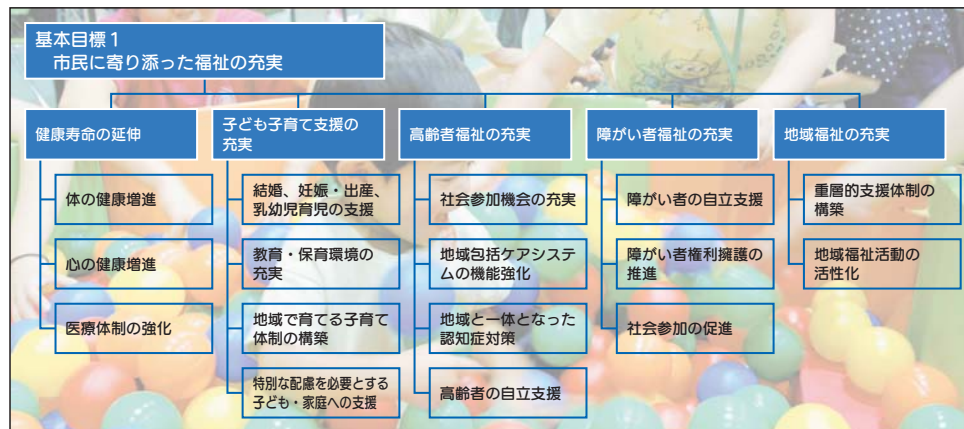 基本目標1
市民に寄り添った福祉の充実
健康寿命の延伸
体の健康増進
心の健康増進
医療体制の強化
子ども子育て支援の
充実
結婚、妊娠・出産、
乳幼児育児の支援
教育・保育環境の
充実
地域で育てる子育て
体制の構築
特別な配慮を必要とする
子ども・家庭への支援
高齢者福祉の充実
社会参加機会の充実
地域包括ケアシステ
ムの機能強化
地域と一体となった
認知症対策
高齢者の自立支援
障がい者福祉の充実
障がい者の自立支援
障がい者権利擁護の
推進
社会参加の促進
地域福祉の充実
重層的支援体制の
構築
地域福祉活動の
活性化